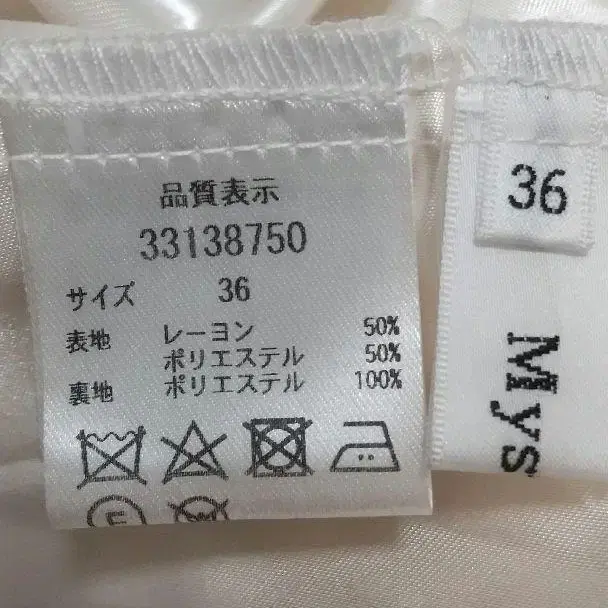 品質表示
33138750
サイズ 36
表地 レーヨン 50%
ポリエステル 50%
裏地 ポリエステル 100%
36
Mys